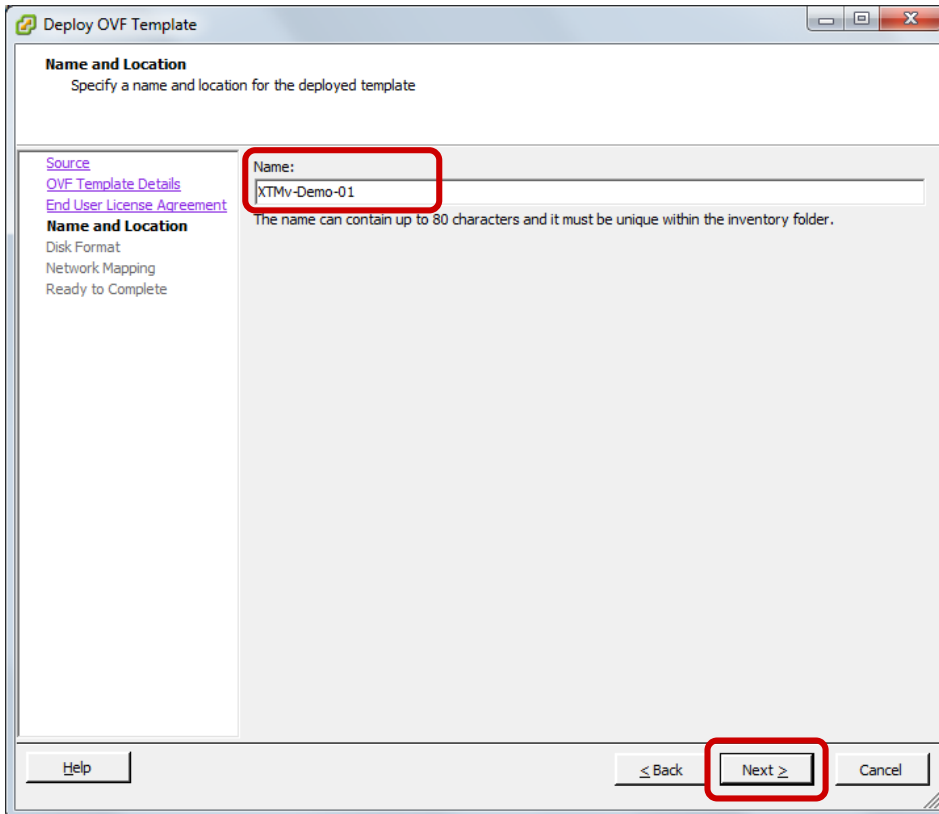 Deploy OVF Template
Name and Location
Specify a name and location for the deployed template
Source
OVF Template Details
End User License Agreement
Name and Location
Disk Format
Network Mapping
Ready to Complete
Name:
XTMv-Demo-01
The name can contain up to 80 characters and it must be unique within the inventory folder.
Help
< Back
Next >
Cancel